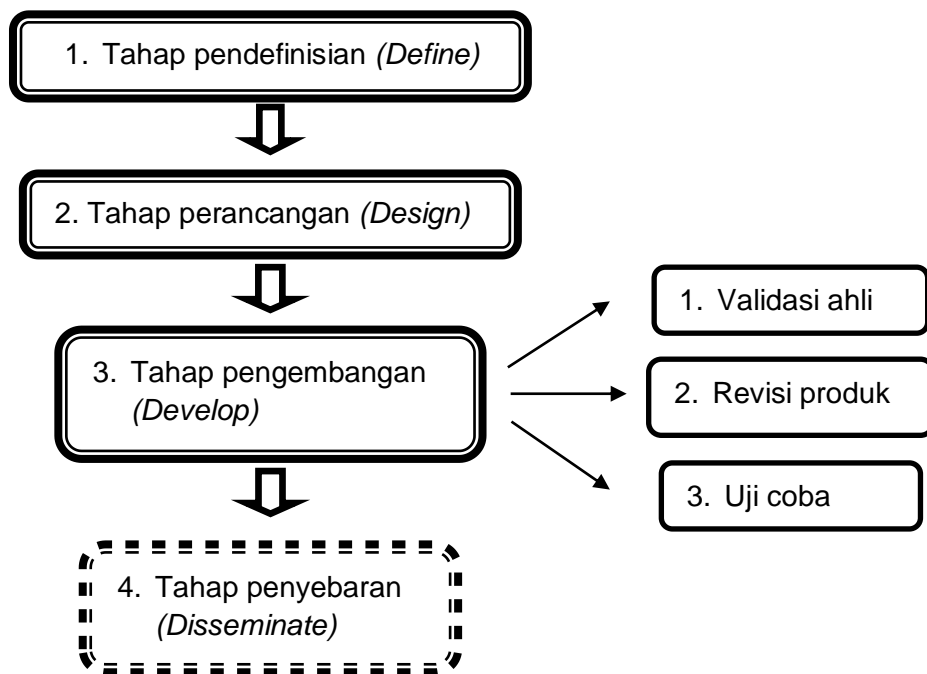 1. Tahap pendefinisian (Define)
2. Tahap perancangan (Design)
3. Tahap pengembangan
(Develop)
1. Validasi ahli
2. Revisi produk
3. Uji coba
4. Tahap penyebaran
(Disseminate)